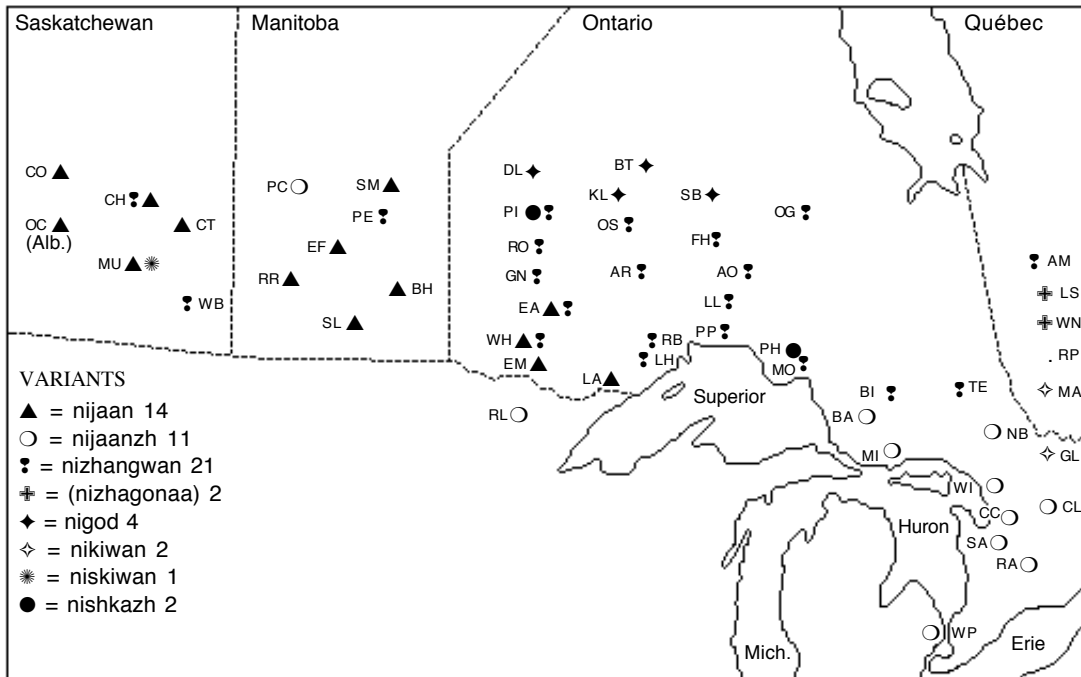 Saskatchewan Manitoba Ontario Québec
CO
CH
OC
(Alb.)
CT
MU
WB
PC
SM
PE
EF
RR
BH
SL
DL
BT
KL
SB
PI
OS
OG
RO
FH
GN
AR
AO
EA
LL
WH
RB
PP
EM
LH
PH
MO
LA
RL
Superior
BI
TE
BA
MI
NB
WI
CC
CL
Huron
SA
RA
WP
Mich.
Erie
AM
LS
WN
RP
MA
GL
VARIANTS
▲ = nijaan 14
❍ = nijaanzh 11
❢ = nizhangwan 21
✙ = (nizhagonaa) 2
✦ = nigod 4
✧ = nikiwan 2
✺ = niskiwan 1
● = nishkazh 2